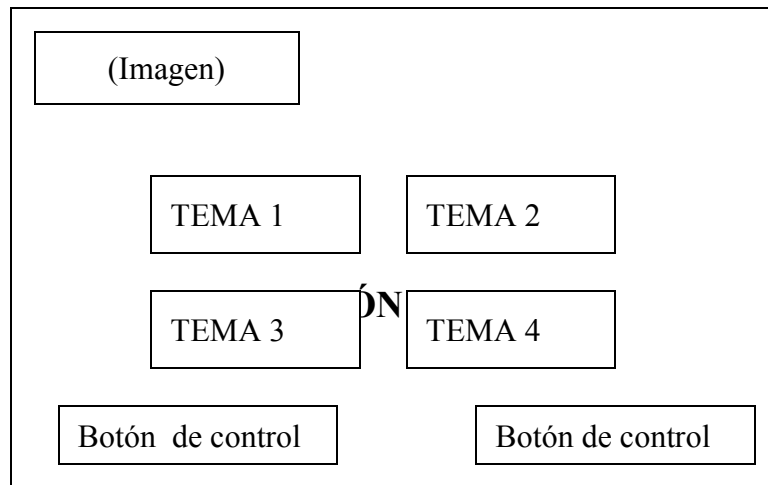 (Imagen)
TEMA 1
TEMA 2
TEMA 3
TEMA 4
Botón de control
Botón de control